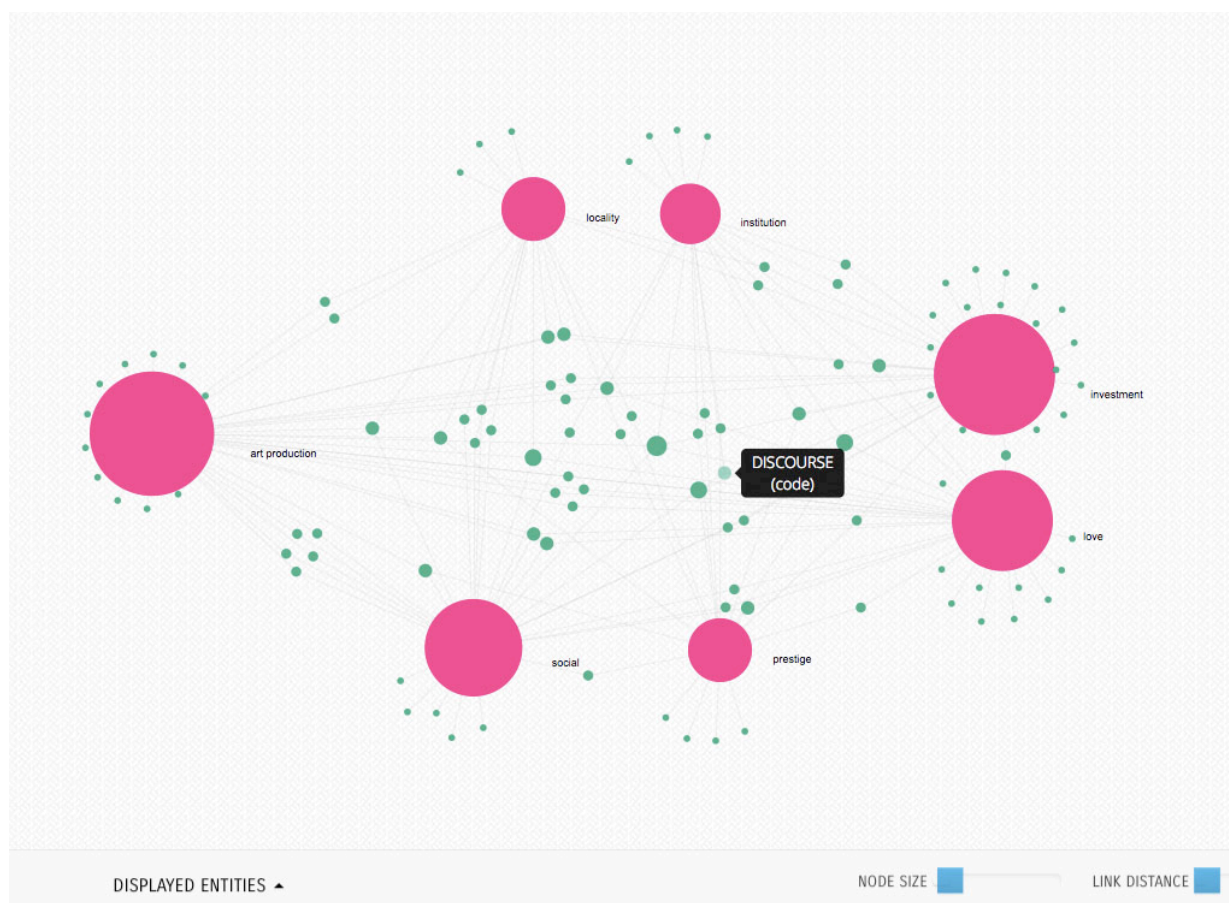 locality
institution
investment
art production
DISCOURSE
(code)
love
social
prestige
DISPLAYED ENTITIES
NODE SIZE
LINK DISTANCE